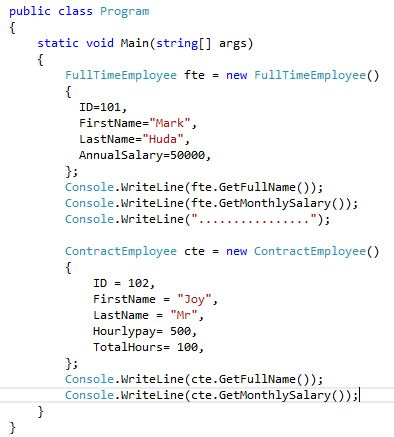 public class Program
{
static void Main(string[] args)
{
FullTimeEmployee fte = new FullTimeEmployee()
{
ID=101,
FirstName="Mark",
LastName="Huda",
AnnualSalary=50000,
};
Console.WriteLine(fte.GetFullName());
Console.WriteLine(fte.GetMonthlySalary());
Console.WriteLine("................");
ContractEmployee cte = new ContractEmployee()
{
ID = 102,
FirstName = "Joy",
LastName = "Mr",
Hourlypay= 500,
TotalHours= 100,
};
Console.WriteLine(cte.GetFullName());
Console.WriteLine(cte.GetMonthlySalary());
}
}